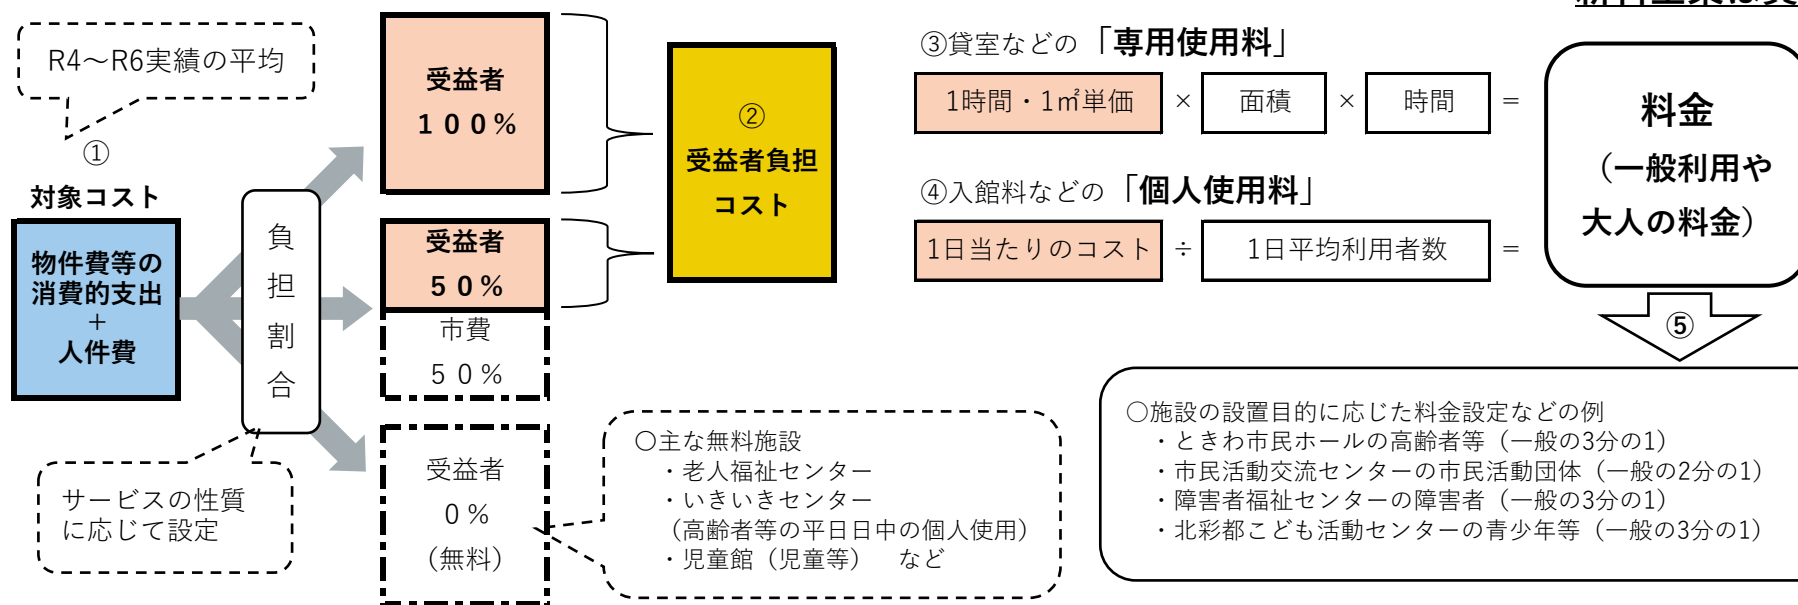 R4～R6実績の平均
①
対象コスト
物件費等の
消費的支出
＋
人件費
負
担
割
合
サービスの性質
に応じて設定
受益者
１００%
受益者
５０%
市費
５０%
受益者
０%
（無料）
○主な無料施設
・老人福祉センター
・いきいきセンター
（高齢者等の平日日中の個人使用）
・児童館（児童等）　など
②
受益者負担
コスト
③貸室などの「専用使用料」
1時間・1㎡単価 × 面積 × 時間 ＝
④入館料などの「個人使用料」
1日当たりのコスト ÷ 1日平均利用者数 ＝
料金
（一般利用や
大人の料金）
⑤
○施設の設置目的に応じた料金設定などの例
・ときわ市民ホールの高齢者等（一般の3分の1）
・市民活動交流センターの市民活動団体（一般の2分の1）
・障害者福祉センターの障害者（一般の3分の1）
・北彩都こども活動センターの青少年等（一般の3分の1）